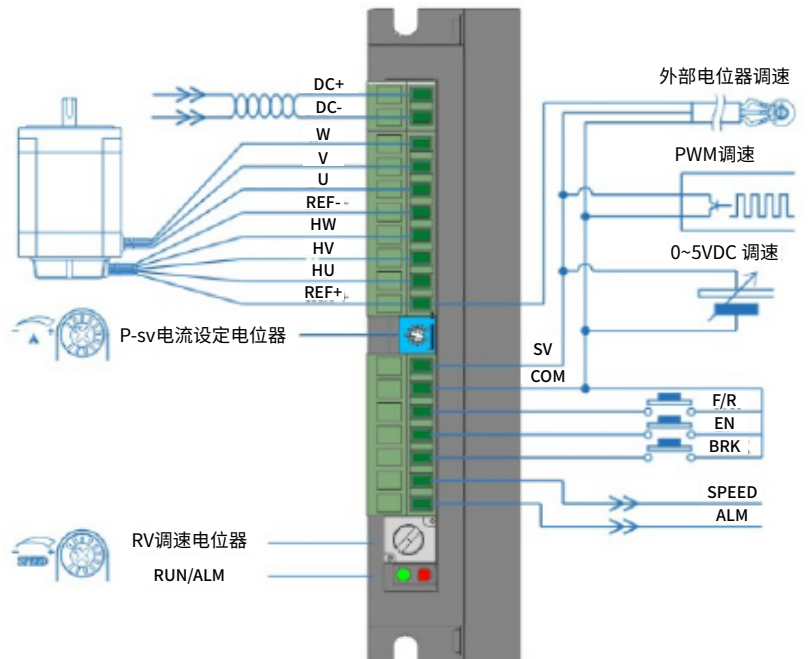 DC+
DC-
W
V
U
REF-
HW
HV
HU
REF+
P-sv电流设定电位器
A
外部电位器调速
PWM调速
0~5VDC 调速
SV
COM
F/R
EN
BRK
SPEED
ALM
RV调速电位器
SPEED
RUN/ALM